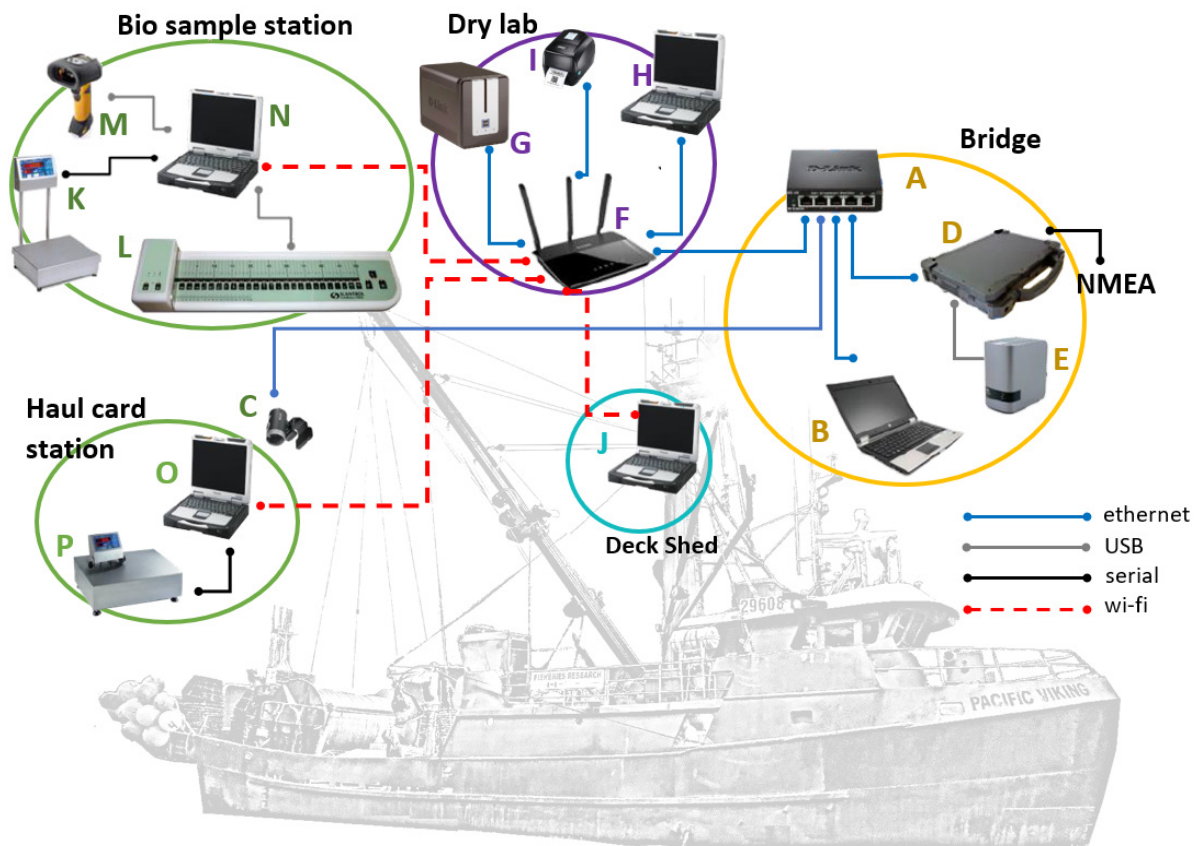 Bio sample station
Dry lab
Bridge
M
N
K
L
I
H
G
F
A
D
NMEA
E
B
D-Link
C
Haul card
station
O
P
J
Deck Shed
ethernet
USB
serial
wi-fi
29608
FISHERIES RESEARCH
PACIFIC VIKING